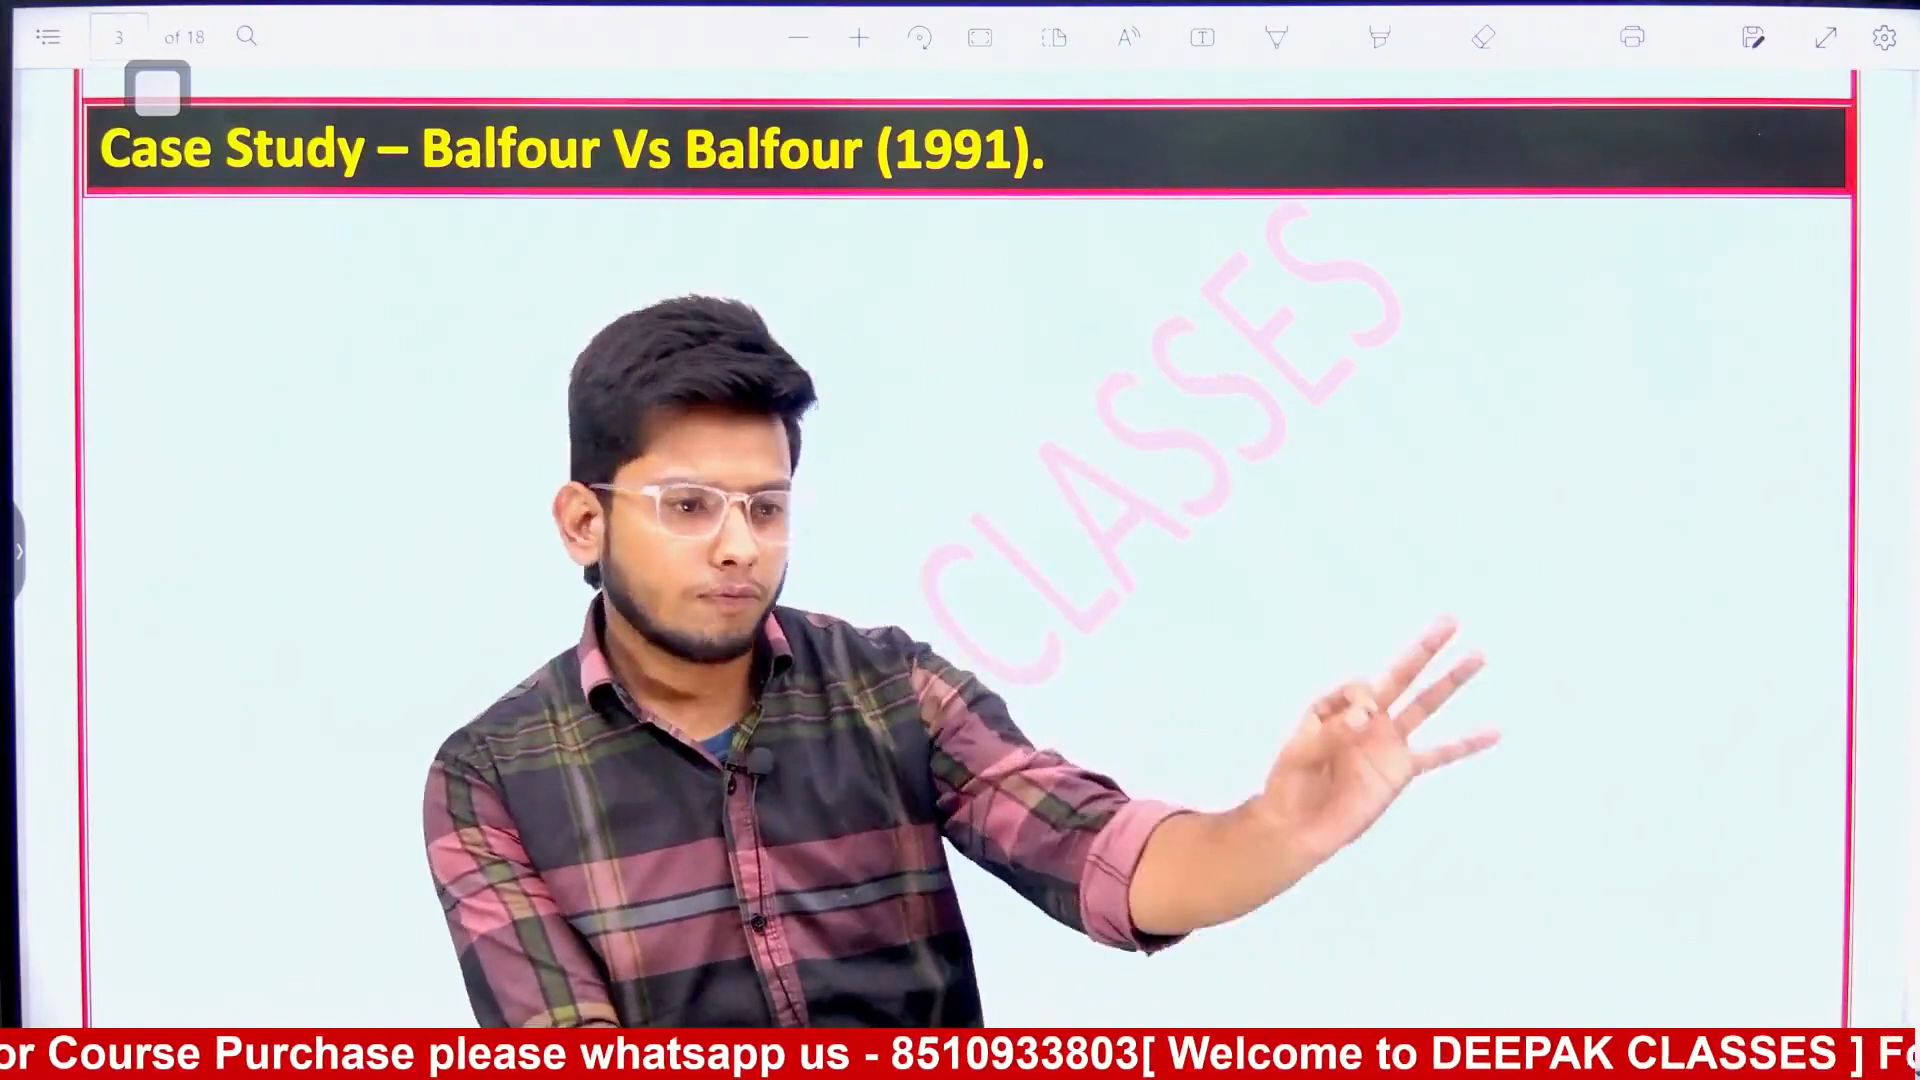 3 of 18
Case Study – Balfour Vs Balfour (1991).
CLASSES
or Course Purchase please whatsapp us - 8510933803[ Welcome to DEEPAK CLASSES ] Fo